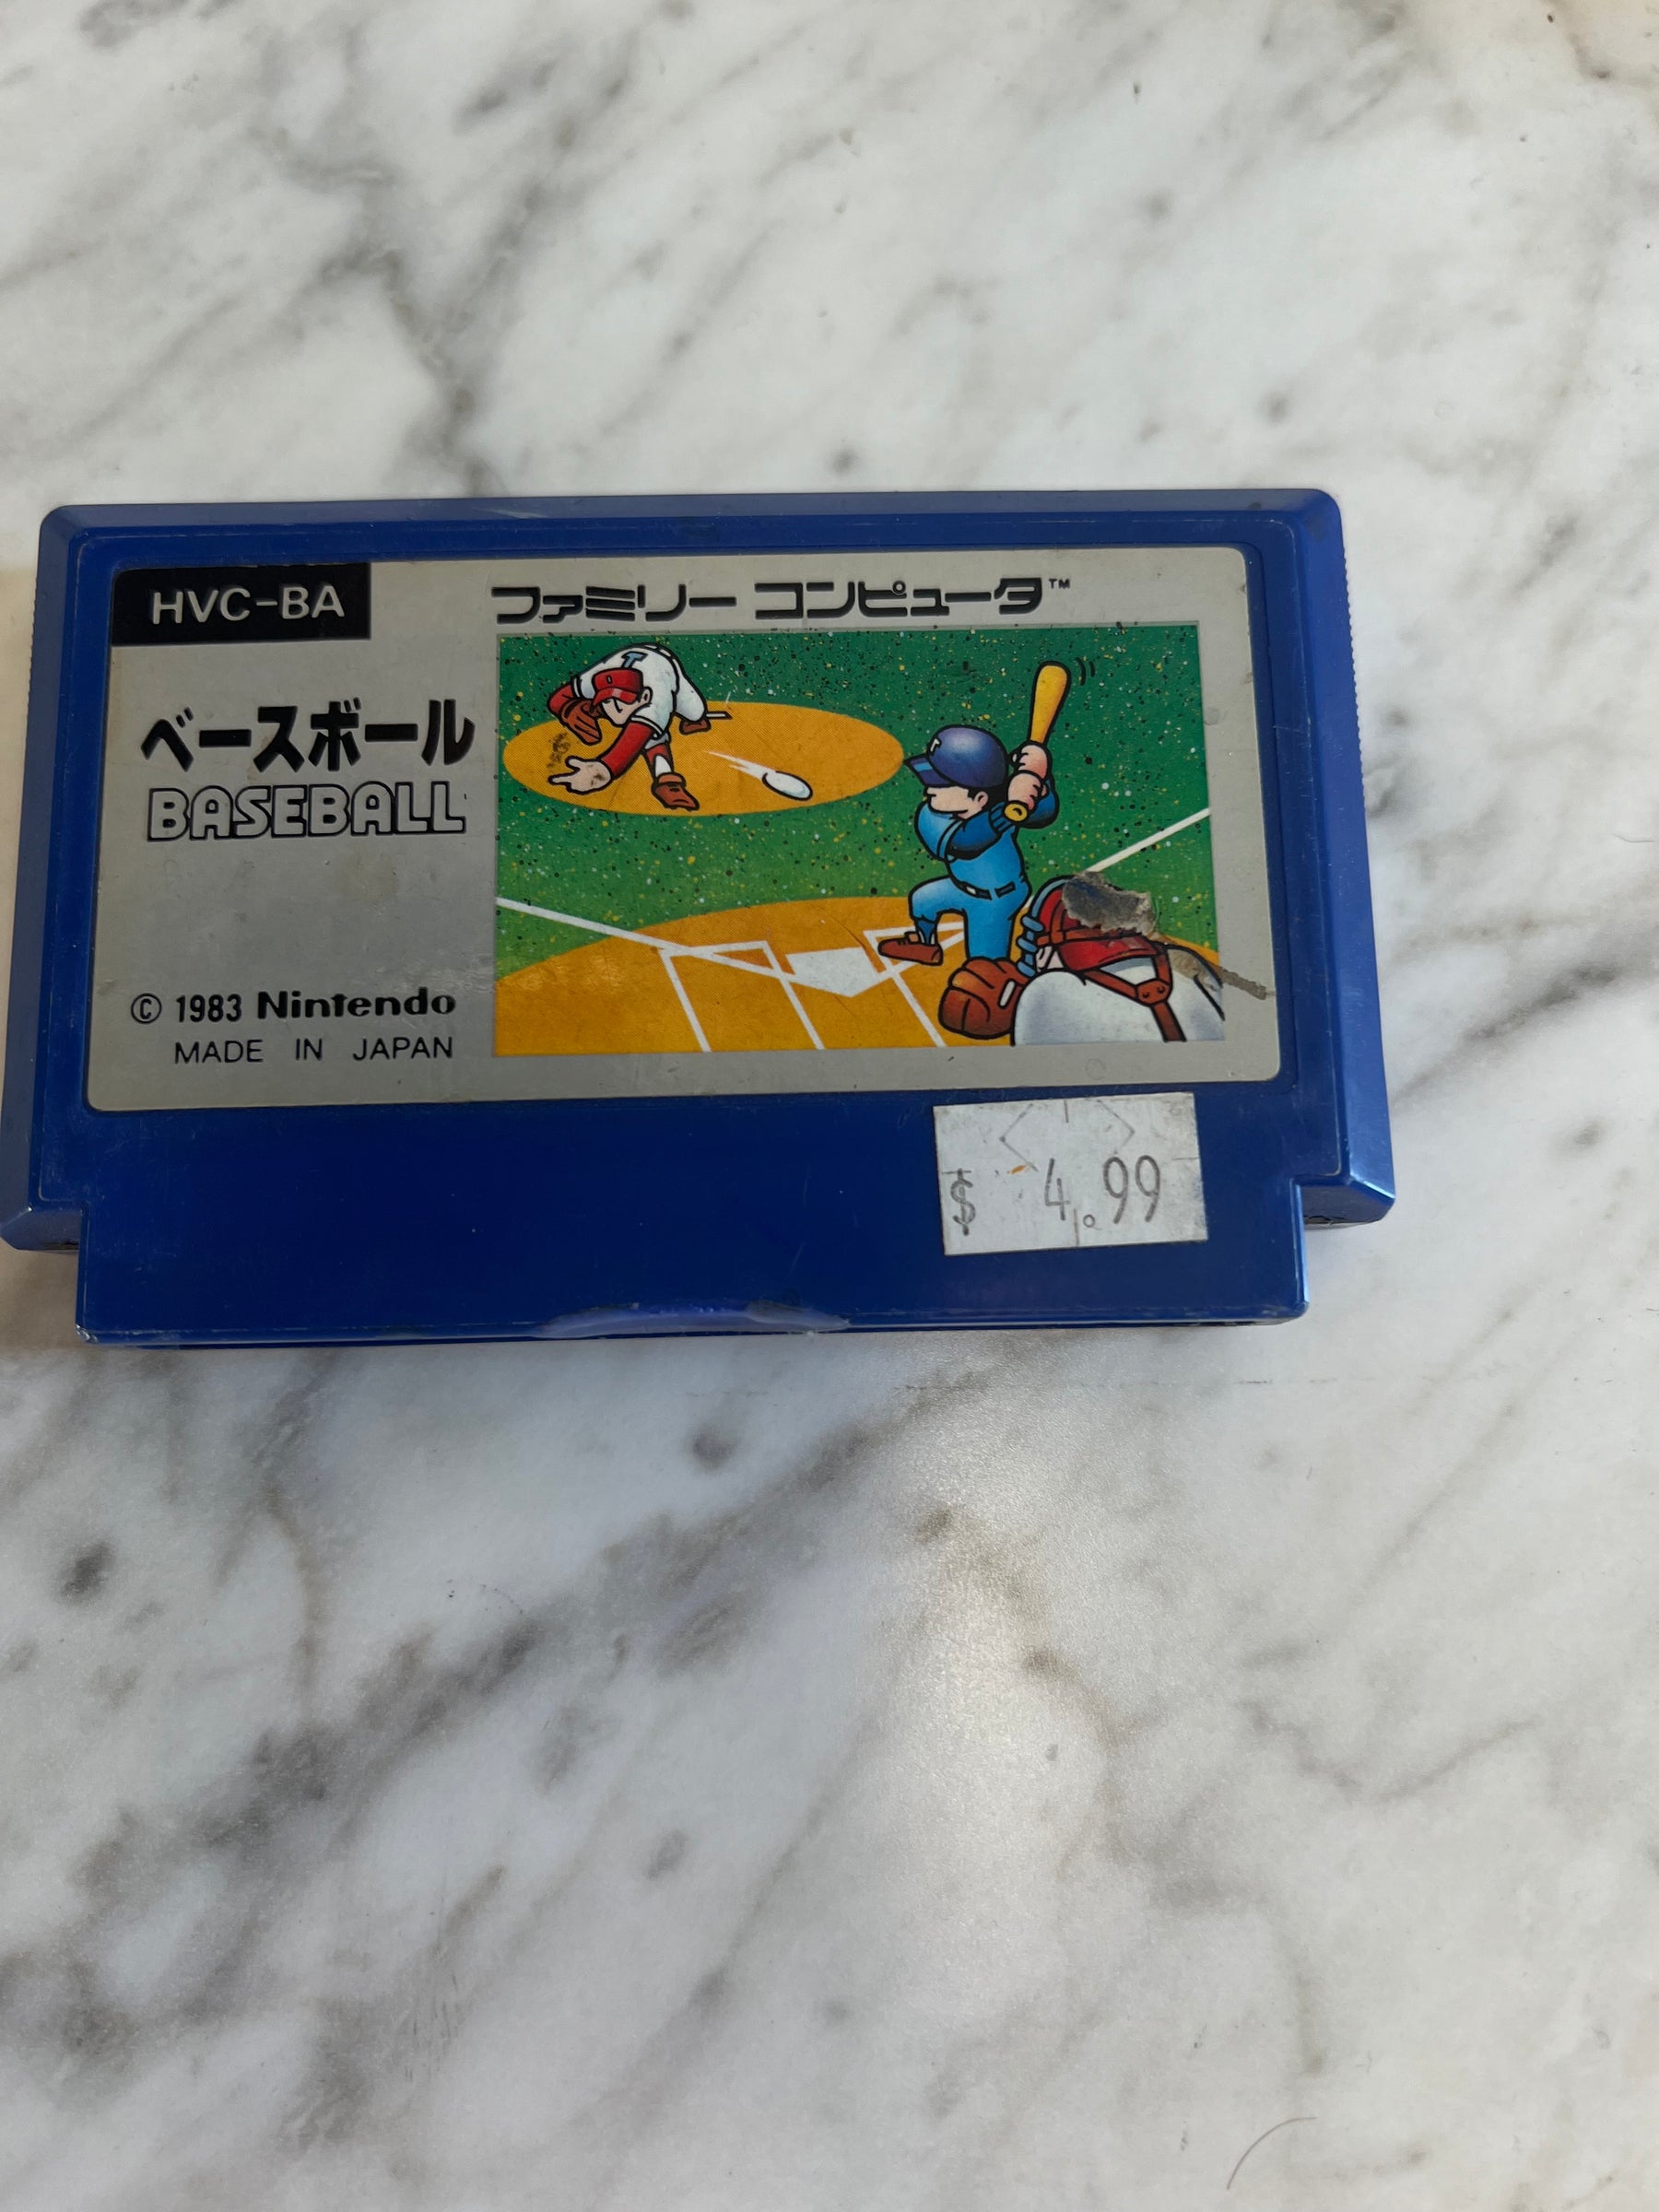 HVC-BA
ファミリー コンピュータ™
ベースボール
BASEBALL
T
T
© 1983 Nintendo
MADE IN JAPAN
$ 4.99